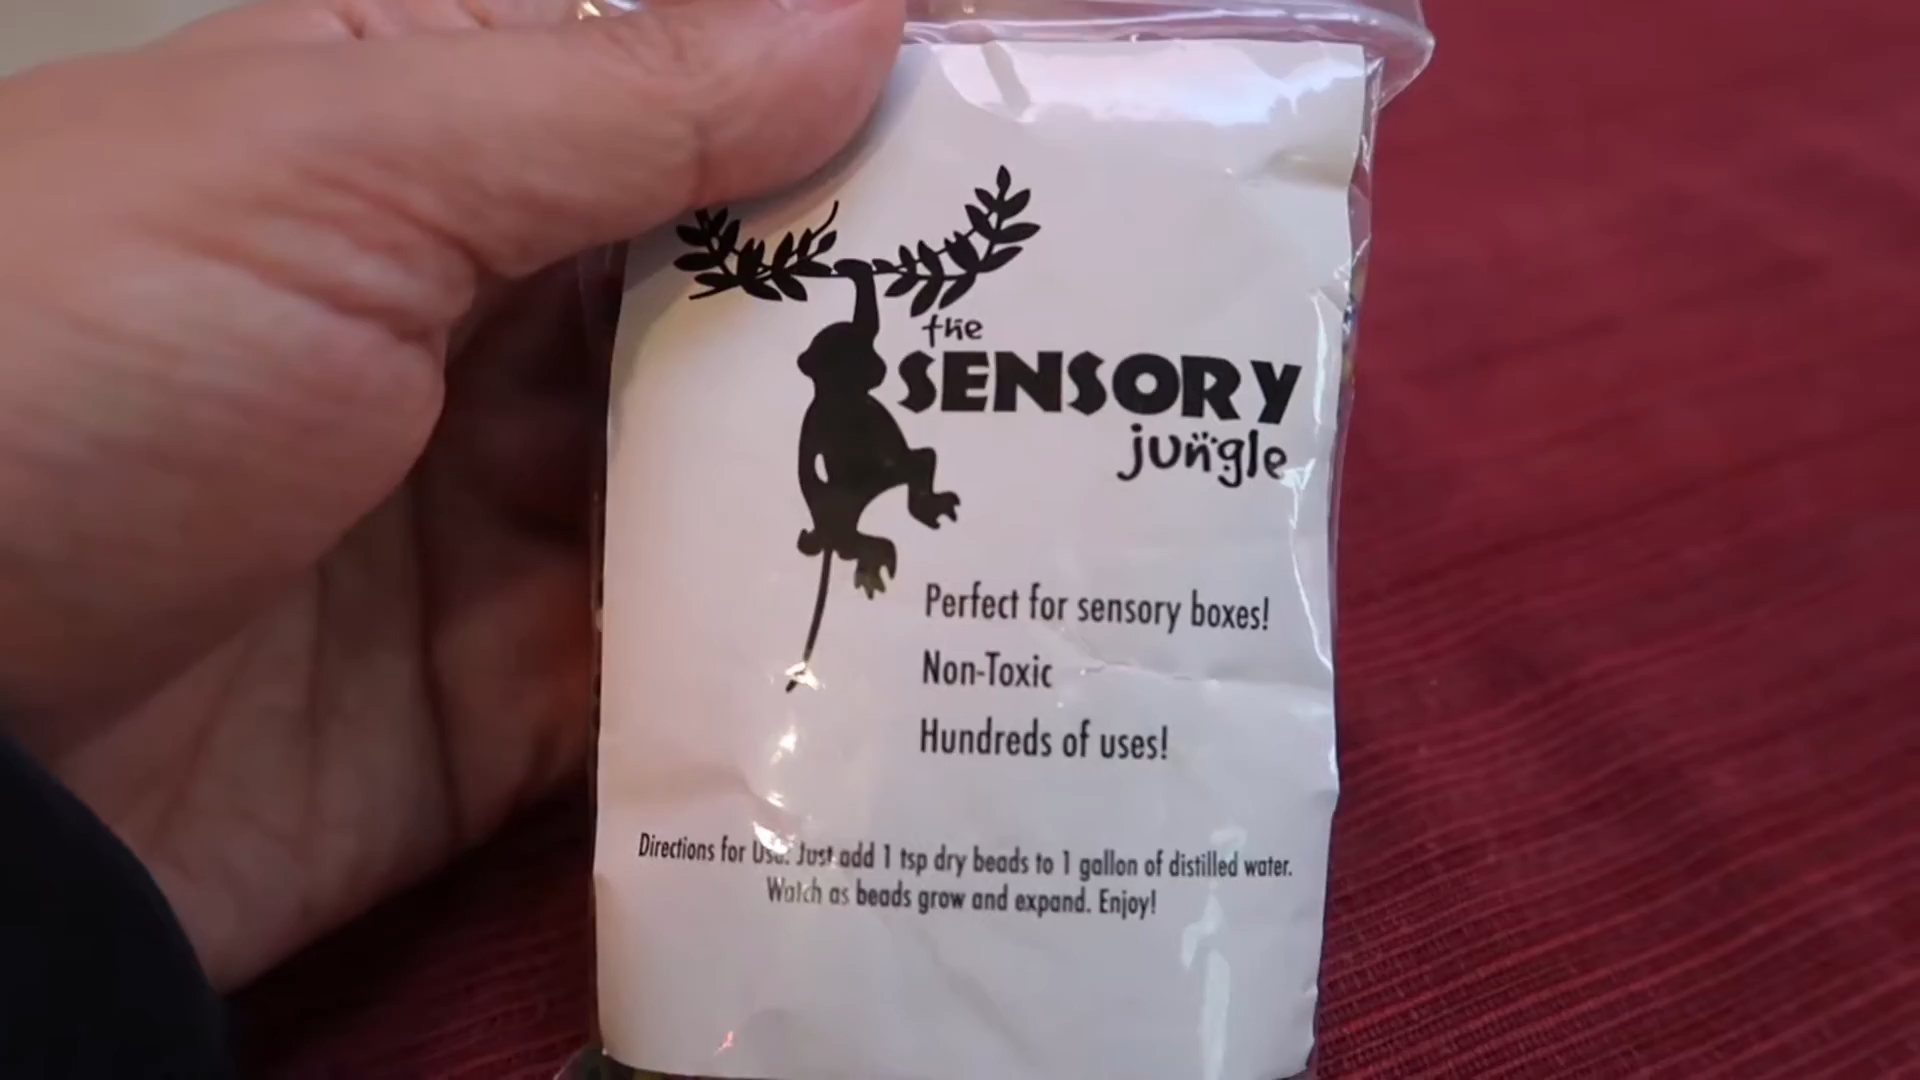 the
SENSORY
jungle
Perfect for sensory boxes!
Non-Toxic
Hundreds of uses!
Directions for Use: Just add 1 tsp dry beads to 1 gallon of distilled water.
Watch as beads grow and expand. Enjoy!